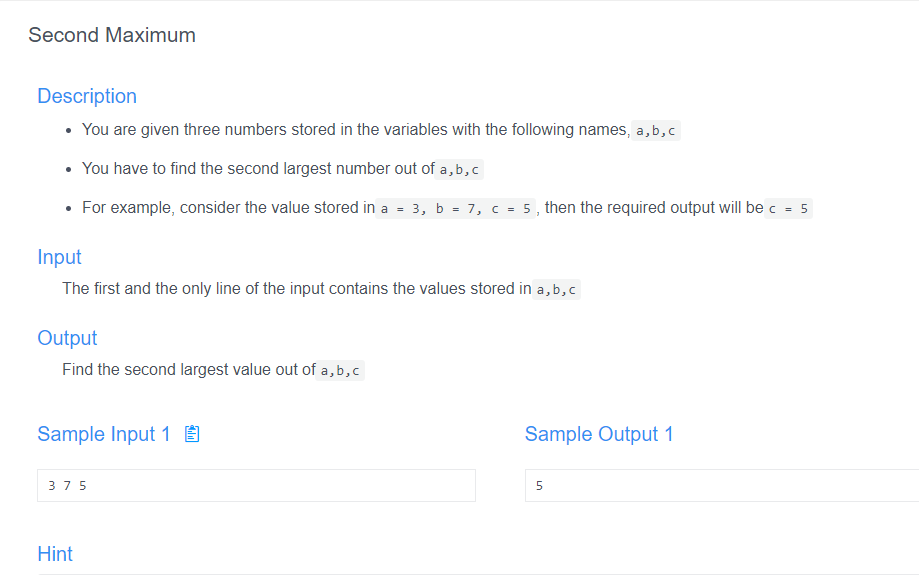 Second Maximum
Description
You are given three numbers stored in the variables with the following names, a,b,c
You have to find the second largest number out of a,b,c
For example, consider the value stored in a = 3, b = 7, c = 5 , then the required output will be c = 5
Input
The first and the only line of the input contains the values stored in a,b,c
Output
Find the second largest value out of a,b,c
Sample Input 1
Sample Output 1
3 7 5
5
Hint